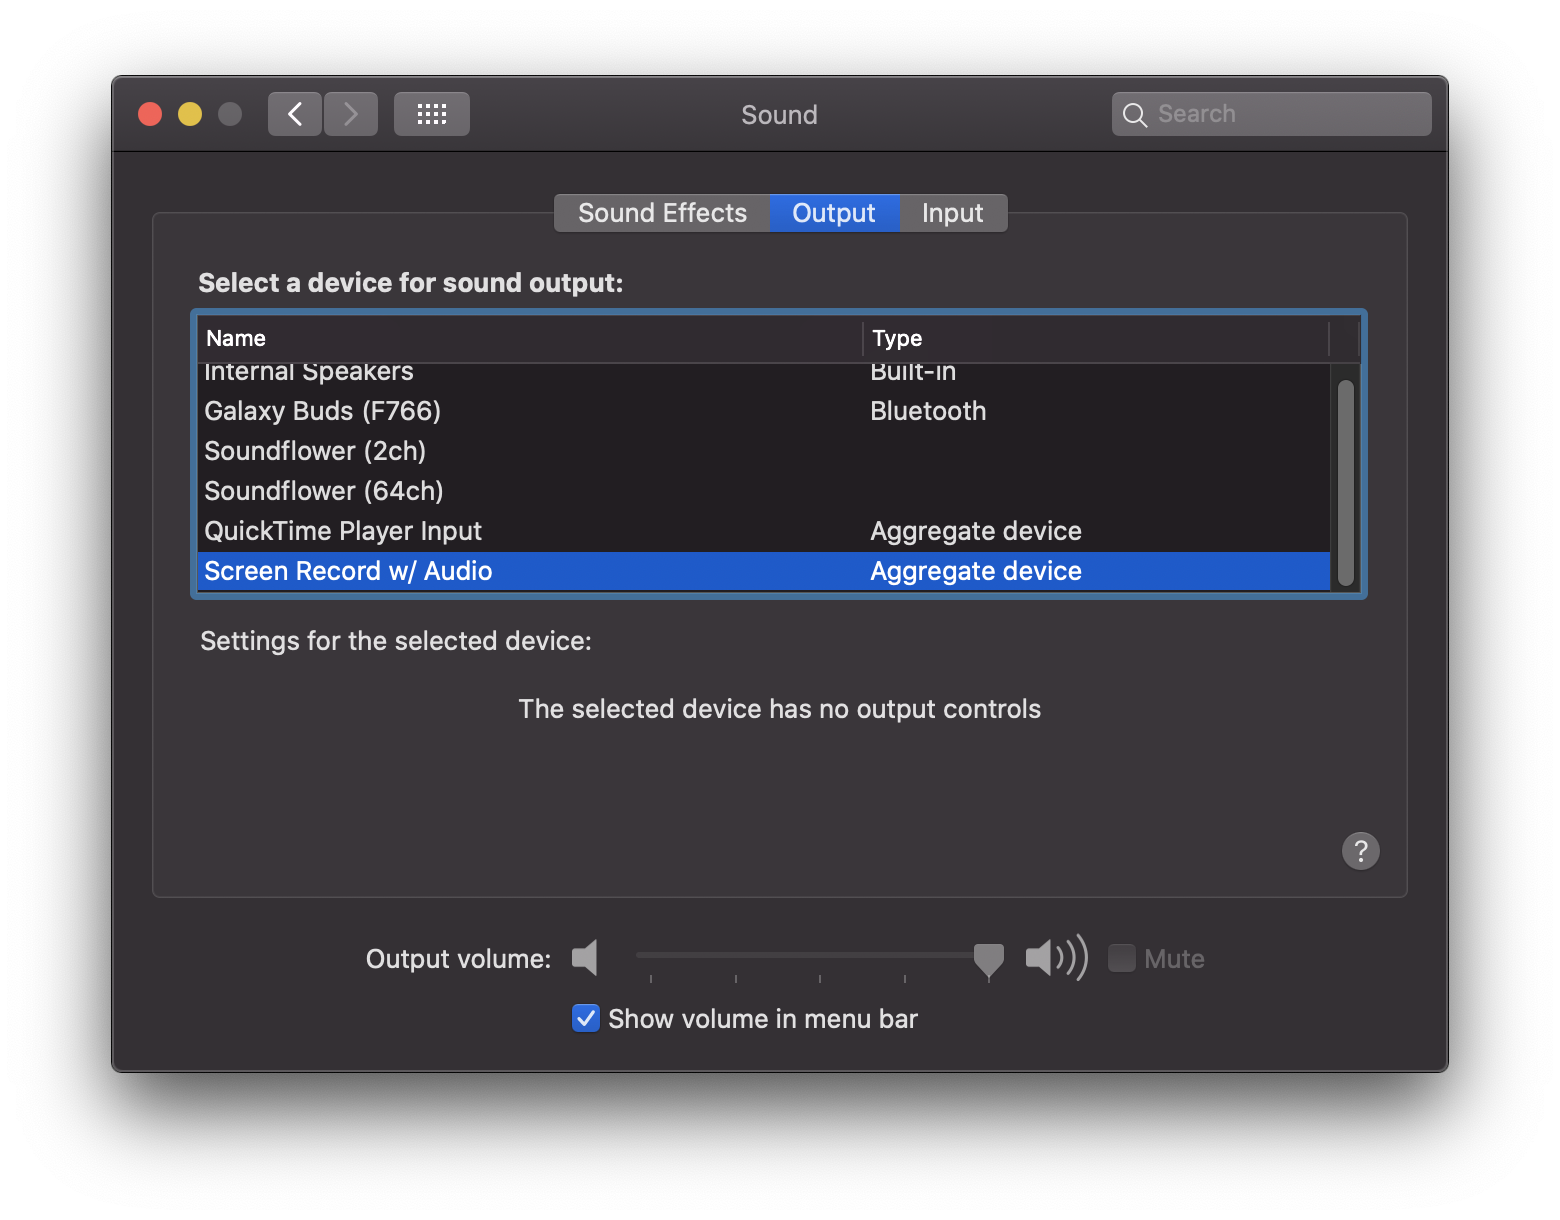 Sound
Search
Sound Effects Output Input
Select a device for sound output:
Name Type
Internal Speakers Built-in
Galaxy Buds (F766) Bluetooth
Soundflower (2ch)
Soundflower (64ch)
QuickTime Player Input Aggregate device
Screen Record w/ Audio Aggregate device
Settings for the selected device:
The selected device has no output controls
?
Output volume: Mute
Show volume in menu bar